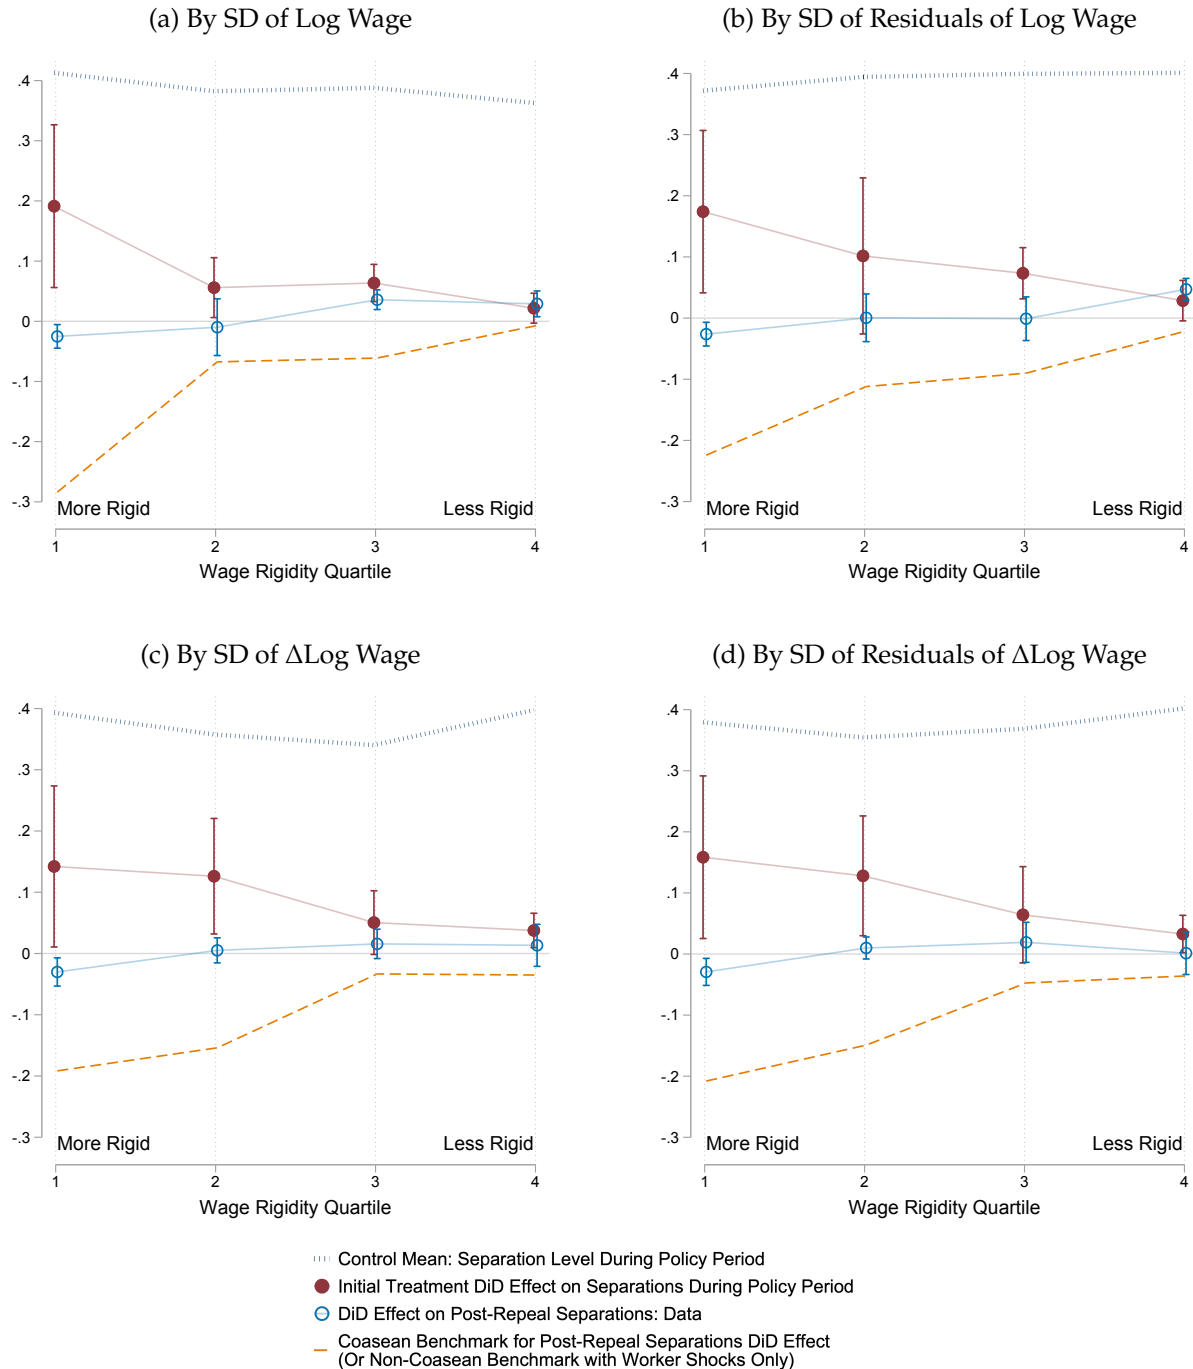 (a) By SD of Log Wage
.4
.3
.2
.1
0
-.1
-.2
-.3
More Rigid
Less Rigid
1 2 3 4
Wage Rigidity Quartile
(b) By SD of Residuals of Log Wage
.4
.3
.2
.1
0
-.1
-.2
-.3
More Rigid
Less Rigid
1 2 3 4
Wage Rigidity Quartile
(c) By SD of ΔLog Wage
.4
.3
.2
.1
0
-.1
-.2
-.3
More Rigid
Less Rigid
1 2 3 4
Wage Rigidity Quartile
(d) By SD of Residuals of ΔLog Wage
.4
.3
.2
.1
0
-.1
-.2
-.3
More Rigid
Less Rigid
1 2 3 4
Wage Rigidity Quartile
Control Mean: Separation Level During Policy Period
Initial Treatment DiD Effect on Separations During Policy Period
DiD Effect on Post-Repeal Separations: Data
Coasean Benchmark for Post-Repeal Separations DiD Effect
(Or Non-Coasean Benchmark with Worker Shocks Only)